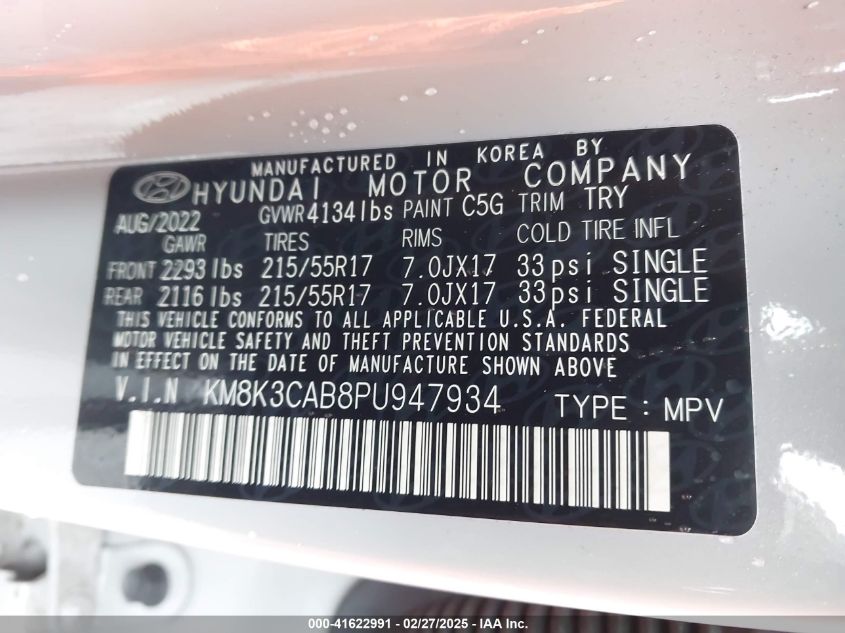 MANUFACTURED IN KOREA BY
HYUNDAI MOTOR COMPANY
AUG/2022 GVWR 4134lbs PAINT C5G TRIM TRY
GAWR TIRES RIMS COLD TIRE INFL
FRONT 2293lbs 215/55R17 7.0JX17 33psi SINGLE
REAR 2116lbs 215/55R17 7.0JX17 33psi SINGLE
THIS VEHICLE CONFORMS TO ALL APPLICABLE U.S.A. FEDERAL
MOTOR VEHICLE SAFETY AND THEFT PREVENTION STANDARDS
IN EFFECT ON THE DATE OF MANUFACTURE SHOWN ABOVE
V.I.N KM8K3CAB8PU947934 TYPE : MPV
000-41622991 - 02/27/2025 - IAA Inc.